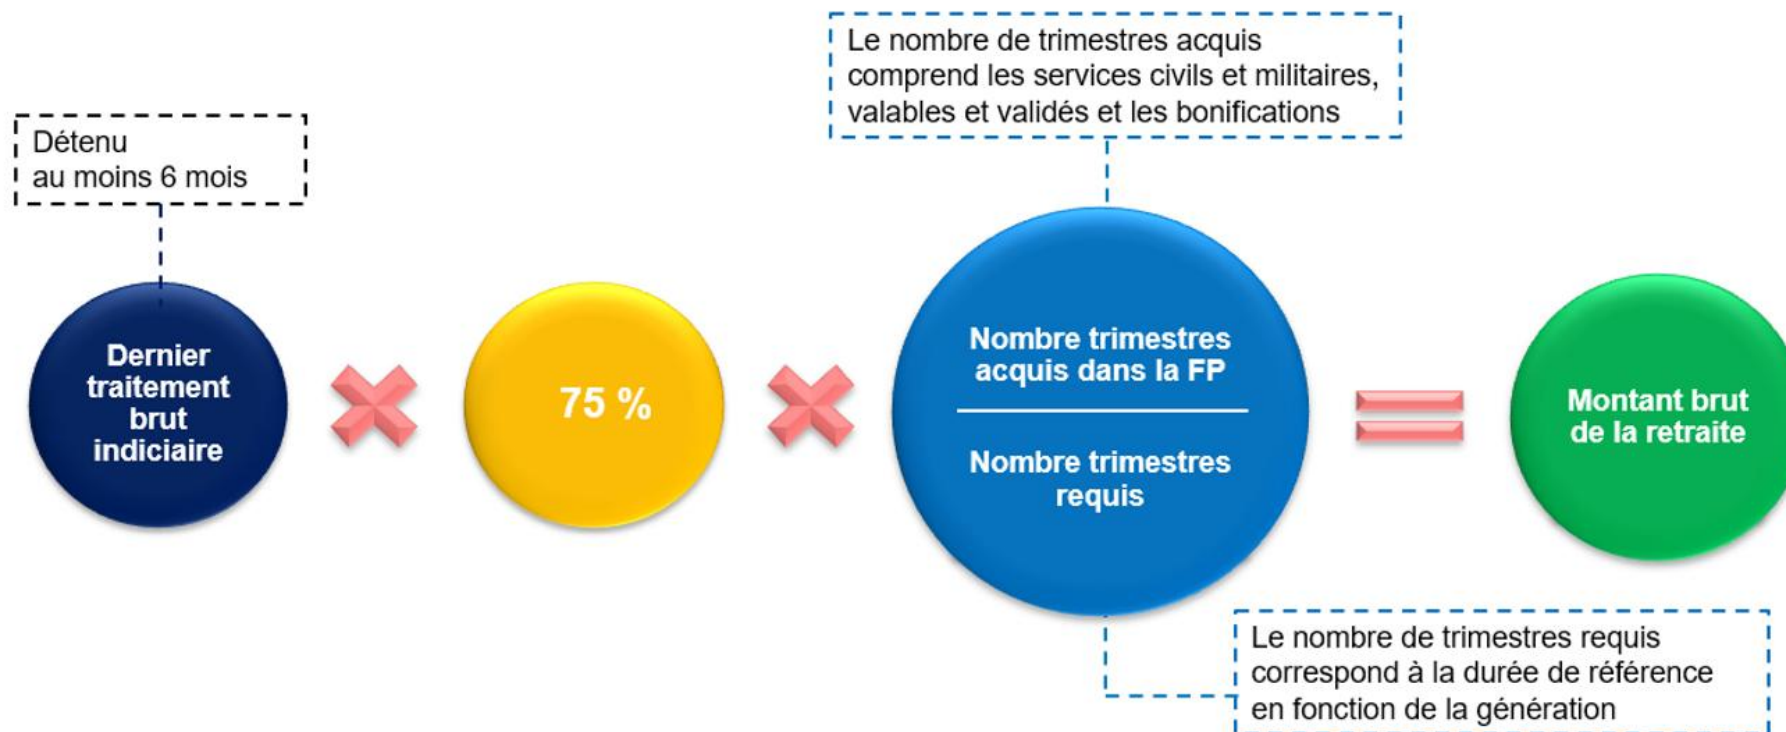 Le nombre de trimestres acquis
comprend les services civils et militaires,
valables et validés et les bonifications
Détenu
au moins 6 mois
Dernier
traitement
brut
indiciaire
75 %
Nombre trimestres
acquis dans la FP
Nombre trimestres
requis
Montant brut
de la retraite
Le nombre de trimestres requis
correspond à la durée de référence
en fonction de la génération